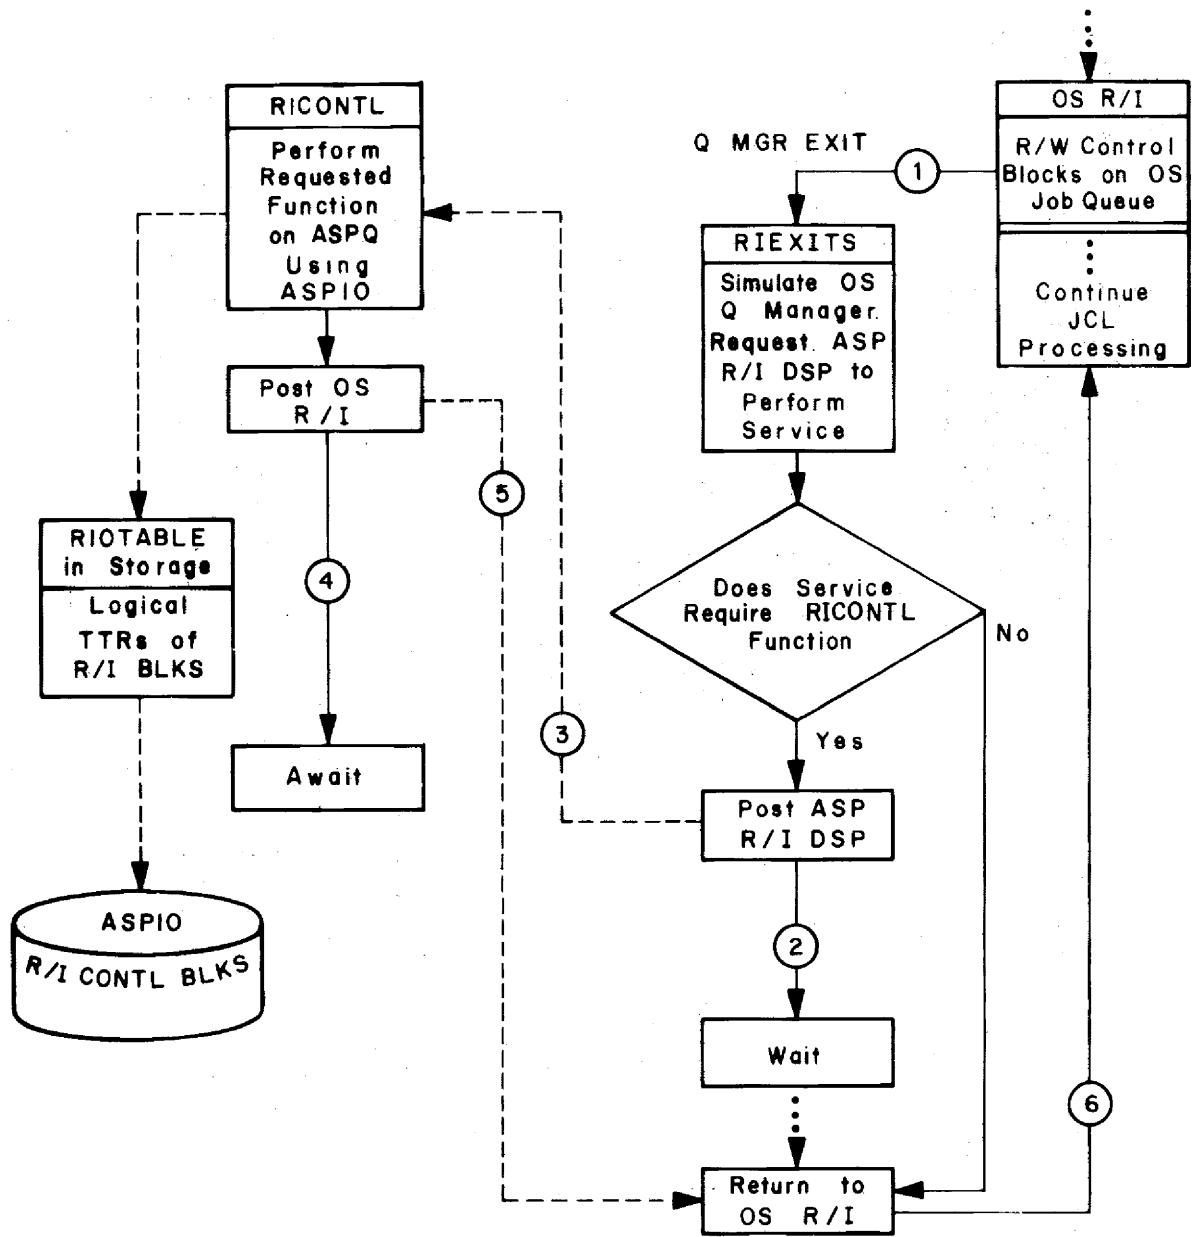 RICONTL
Perform
Requested
Function
on ASPQ
Using
ASPIO
Post OS
R/I
4
Await
RIOTABLE
in Storage
Logical
TTRs of
R/I BLKS
ASPIO
R/I CONTL BLKS
5
3
Q MGR EXIT
1
OS R/I
R/W Control
Blocks on OS
Job Queue
Continue
JCL
Processing
RIEXITS
Simulate OS
Q Manager.
Request ASP
R/I DSP to
Perform
Service
Does Service
Require RICONTL
Function
No
Yes
Post ASP
R/I DSP
2
Wait
Return to
OS R/I
6